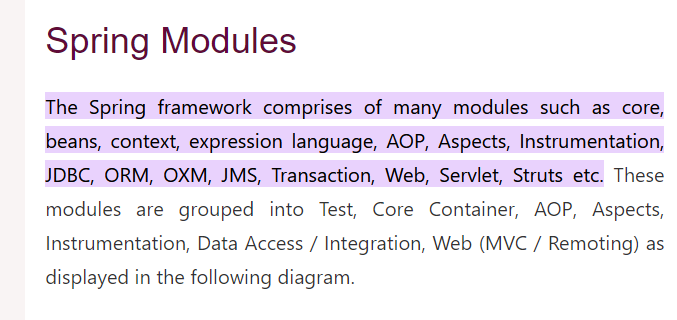 Spring Modules
The Spring framework comprises of many modules such as core,
beans, context, expression language, AOP, Aspects, Instrumentation,
JDBC, ORM, OXM, JMS, Transaction, Web, Servlet, Struts etc. These
modules are grouped into Test, Core Container, AOP, Aspects,
Instrumentation, Data Access / Integration, Web (MVC / Remoting) as
displayed in the following diagram.